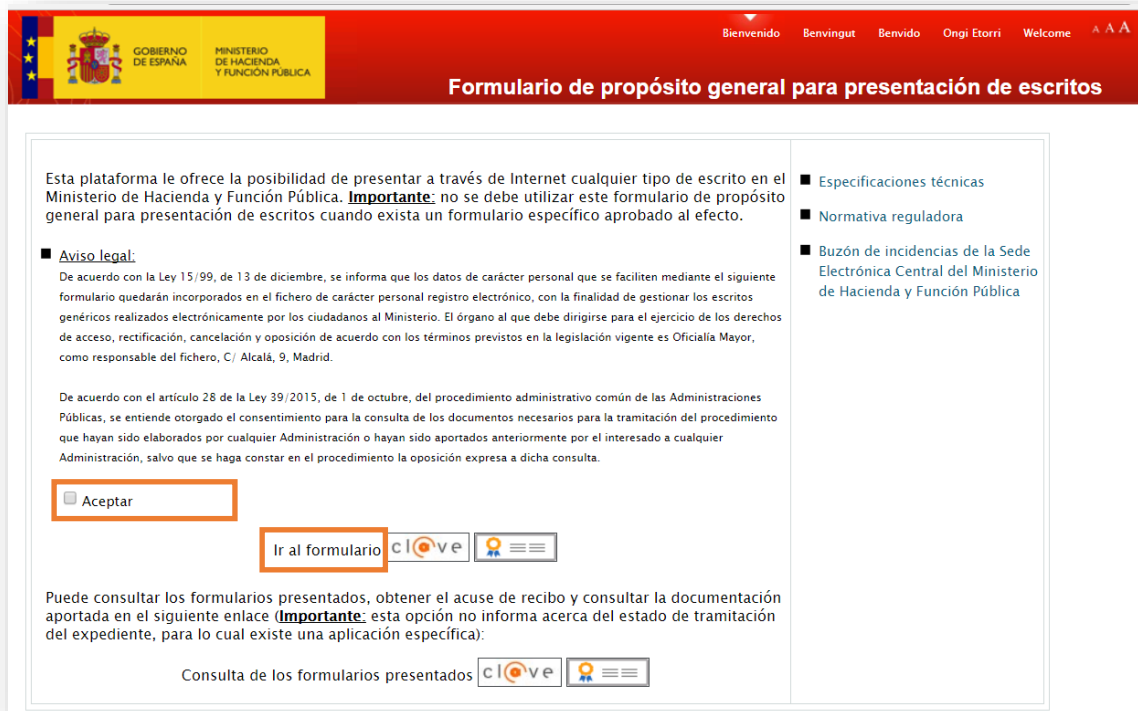 GOBIERNO
DE ESPAÑA
MINISTERIO
DE HACIENDA
Y FUNCIÓN PÚBLICA
Bienvenido Benvingut Benvido Ongi Etorri Welcome A A A
Formulario de propósito general para presentación de escritos
Esta plataforma le ofrece la posibilidad de presentar a través de Internet cualquier tipo de escrito en el
Ministerio de Hacienda y Función Pública. Importante: no se debe utilizar este formulario de propósito
general para presentación de escritos cuando exista un formulario específico aprobado al efecto.
Aviso legal:
De acuerdo con la Ley 15/99, de 13 de diciembre, se informa que los datos de carácter personal que se faciliten mediante el siguiente
formulario quedarán incorporados en el fichero de carácter personal registro electrónico, con la finalidad de gestionar los escritos
genéricos realizados electrónicamente por los ciudadanos al Ministerio. El órgano al que debe dirigirse para el ejercicio de los derechos
de acceso, rectificación, cancelación y oposición de acuerdo con los términos previstos en la legislación vigente es Oficialía Mayor,
como responsable del fichero, C/ Alcalá, 9, Madrid.
De acuerdo con el artículo 28 de la Ley 39/2015, de 1 de octubre, del procedimiento administrativo común de las Administraciones
Públicas, se entiende otorgado el consentimiento para la consulta de los documentos necesarios para la tramitación del procedimiento
que hayan sido elaborados por cualquier Administración o hayan sido aportados anteriormente por el interesado a cualquier
Administración, salvo que se haga constar en el procedimiento la oposición expresa a dicha consulta.
Aceptar
Ir al formulario cl@ve
Puede consultar los formularios presentados, obtener el acuse de recibo y consultar la documentación
aportada en el siguiente enlace (Importante: esta opción no informa acerca del estado de tramitación
del expediente, para lo cual existe una aplicación específica):
Consulta de los formularios presentados cl@ve
Especificaciones técnicas
Normativa reguladora
Buzón de incidencias de la Sede
Electrónica Central del Ministerio
de Hacienda y Función Pública